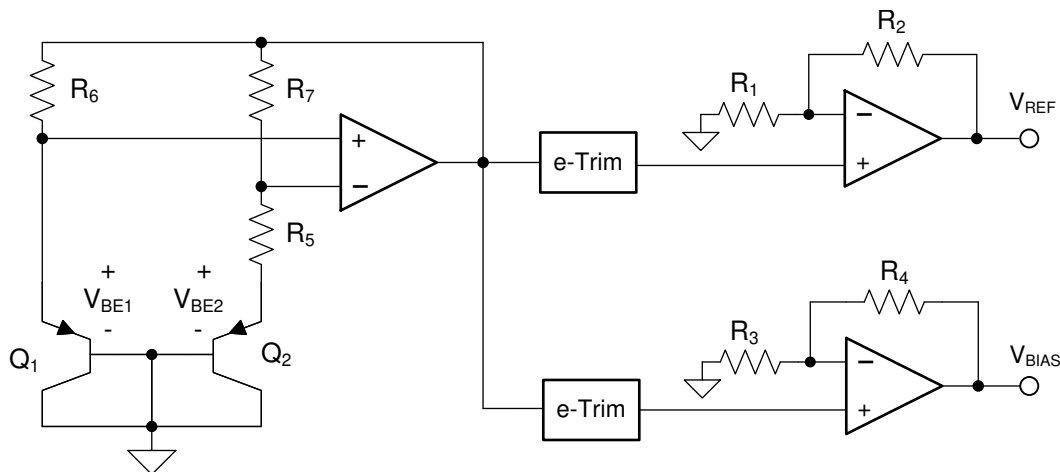 R2
R6
R7
R1
VREF
−
+
+
−
e-Trim
R5
+
+
VBE1
VBE2
-
-
R4
Q1
Q2
R3
VBIAS
−
+
e-Trim